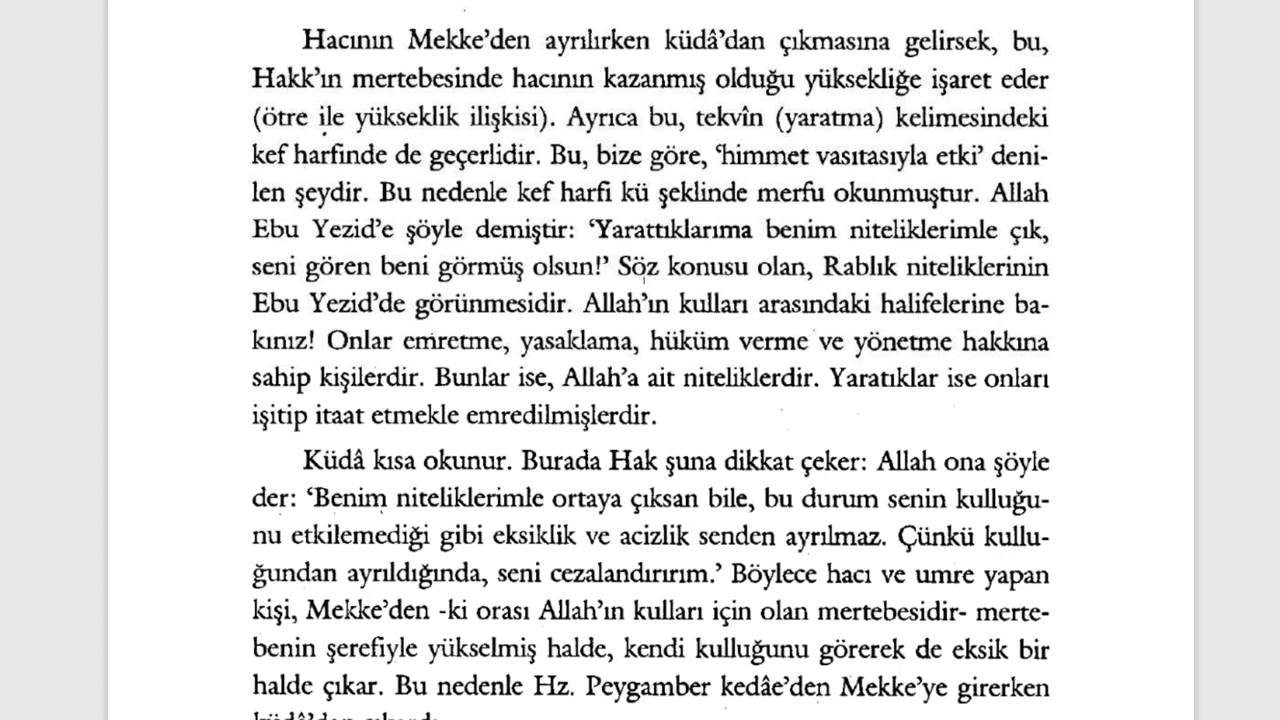 Hacının Mekke’den ayrılırken küdâ’dan çıkmasına gelirsek, bu,
Hakk’ın mertebesinde hacının kazanmış olduğu yüksekliğe işaret eder
(ötre ile yükseklik ilişkisi). Ayrıca bu, tekvîn (yaratma) kelimesindeki
kef harfinde de geçerlidir. Bu, bize göre, ‘himmet vasıtasıyla etki’ deni-
len şeydir. Bu nedenle kef harfi kü şeklinde merfu okunmuştur. Allah
Ebu Yezid’e şöyle demiştir: ‘Yarattıklarıma benim niteliklerimle çık,
seni gören beni görmüş olsun!’ Söz konusu olan, Rablık niteliklerinin
Ebu Yezid’de görünmesidir. Allah’ın kulları arasındaki halifelerine ba-
kınız! Onlar emretme, yasaklama, hüküm verme ve yönetme hakkına
sahip kişilerdir. Bunlar ise, Allah’a ait niteliklerdir. Yaratıklar ise onları
işitip itaat etmekle emredilmişlerdir.
Küdâ kısa okunur. Burada Hak şuna dikkat çeker: Allah ona şöyle
der: ‘Benim niteliklerimle ortaya çıksan bile, bu durum senin kulluğu-
nu etkilemediği gibi eksiklik ve acizlik senden ayrılmaz. Çünkü kullu-
ğundan ayrıldığında, seni cezalandırırım.’ Böylece hacı ve umre yapan
kişi, Mekke’den -ki orası Allah’ın kulları için olan mertebesidir- merte-
benin şerefiyle yükselmiş halde, kendi kulluğunu görerek de eksik bir
halde çıkar. Bu nedenle Hz. Peygamber kedâe’den Mekke’ye girerken